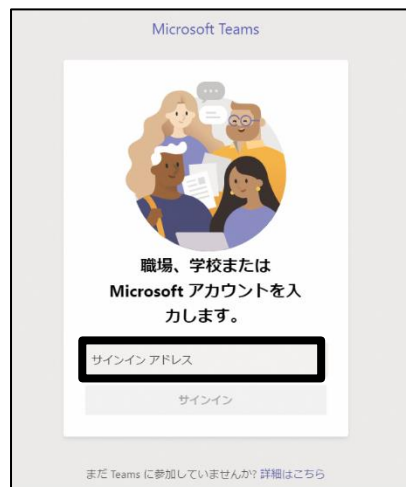 Microsoft Teams
職場、学校または
Microsoft アカウントを入
力します。
サインイン アドレス
サインイン
まだ Teams に参加していませんか? 詳細はこちら